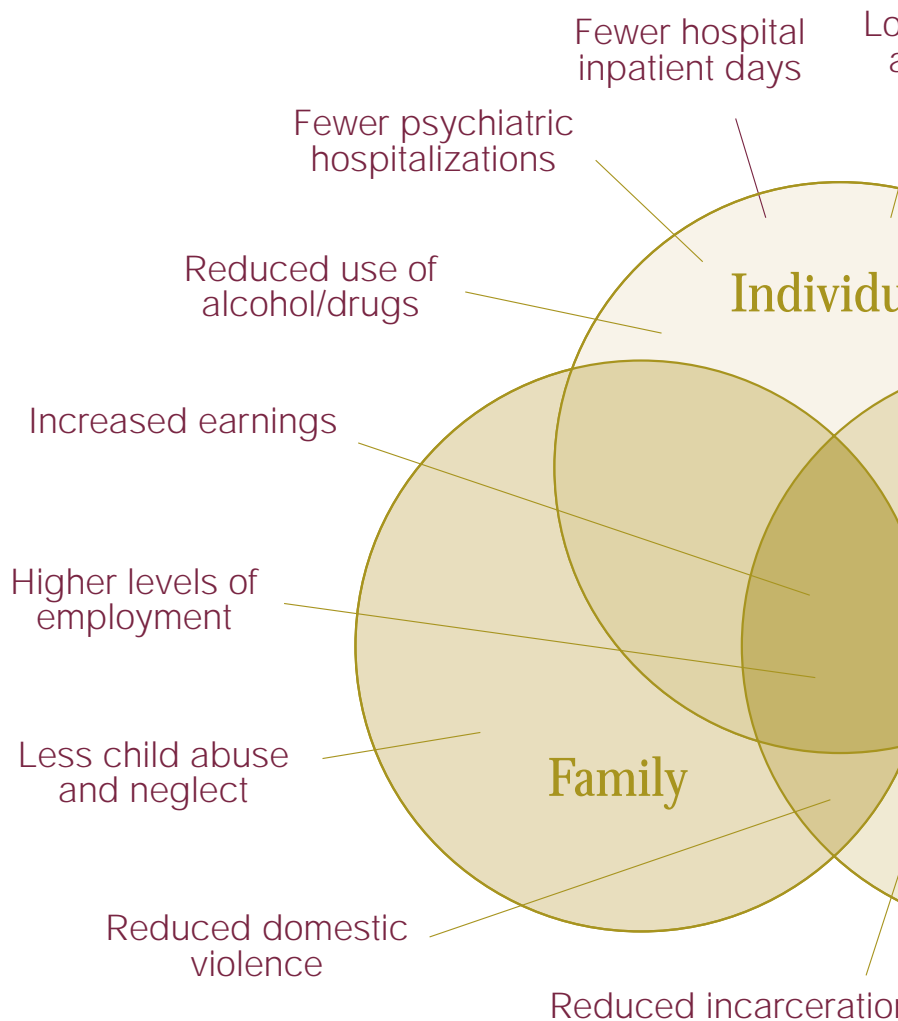 Fewer hospital
inpatient days
Fewer psychiatric
hospitalizations
Reduced use of
alcohol/drugs
Increased earnings
Higher levels of
employment
Less child abuse
and neglect
Family
Reduced domestic
violence
Reduced